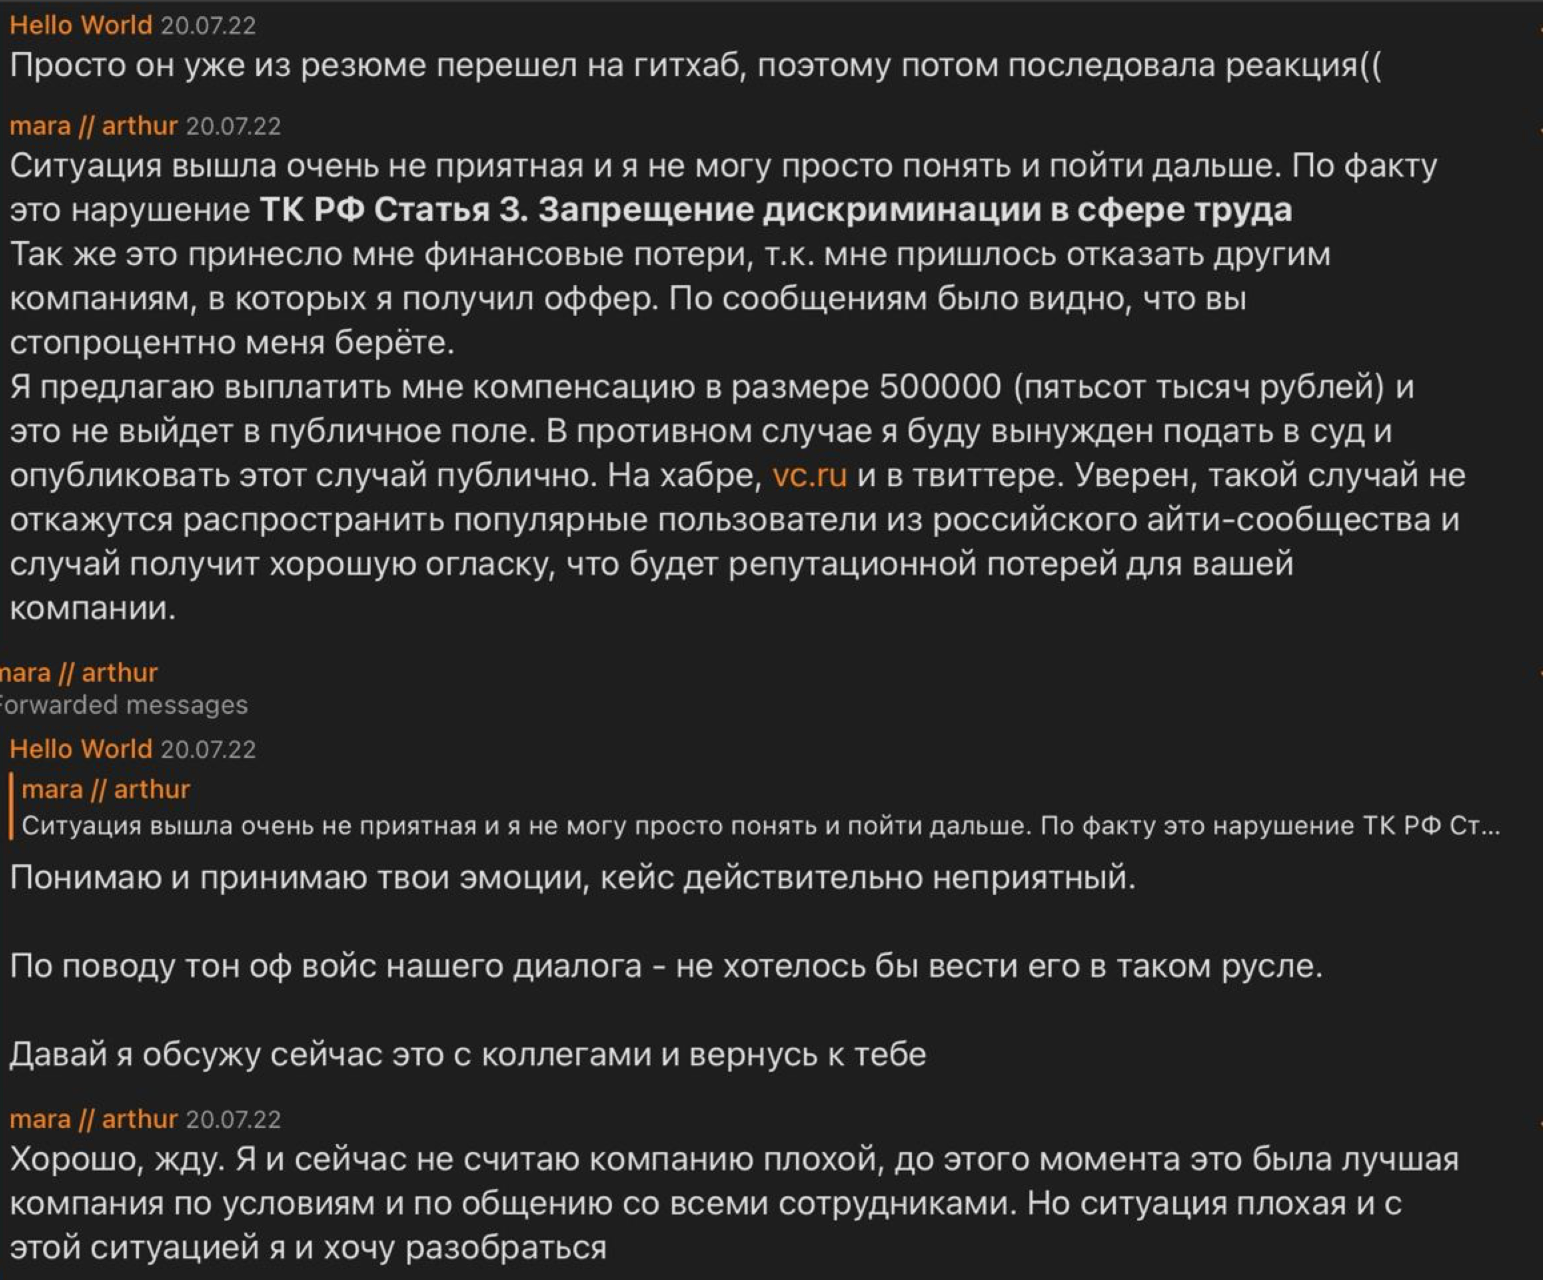 Hello World 20.07.22
Просто он уже из резюме перешел на гитхаб, поэтому потом последовала реакция((
mara // arthur 20.07.22
Ситуация вышла очень не приятная и я не могу просто понять и пойти дальше. По факту
это нарушение ТК РФ Статья 3. Запрещение дискриминации в сфере труда
Так же это принесло мне финансовые потери, т.к. мне пришлось отказать другим
компаниям, в которых я получил оффер. По сообщениям было видно, что вы
стопроцентно меня берёте.
Я предлагаю выплатить мне компенсацию в размере 500000 (пятьсот тысяч рублей) и
это не выйдет в публичное поле. В противном случае я буду вынужден подать в суд и
опубликовать этот случай публично. На хабре, vc.ru и в твиттере. Уверен, такой случай не
откажутся распространить популярные пользователи из российского айти-сообщества и
случай получит хорошую огласку, что будет репутационной потерей для вашей
компании.
mara // arthur
Forwarded messages
Hello World 20.07.22
mara // arthur
Ситуация вышла очень не приятная и я не могу просто понять и пойти дальше. По факту это нарушение ТК РФ Ст...
Понимаю и принимаю твои эмоции, кейс действительно неприятный.
По поводу тон оф войс нашего диалога - не хотелось бы вести его в таком русле.
Давай я обсужу сейчас это с коллегами и вернусь к тебе
mara // arthur 20.07.22
Хорошо, жду. Я и сейчас не считаю компанию плохой, до этого момента это была лучшая
компания по условиям и по общению со всеми сотрудниками. Но ситуация плохая и с
этой ситуацией я и хочу разобраться